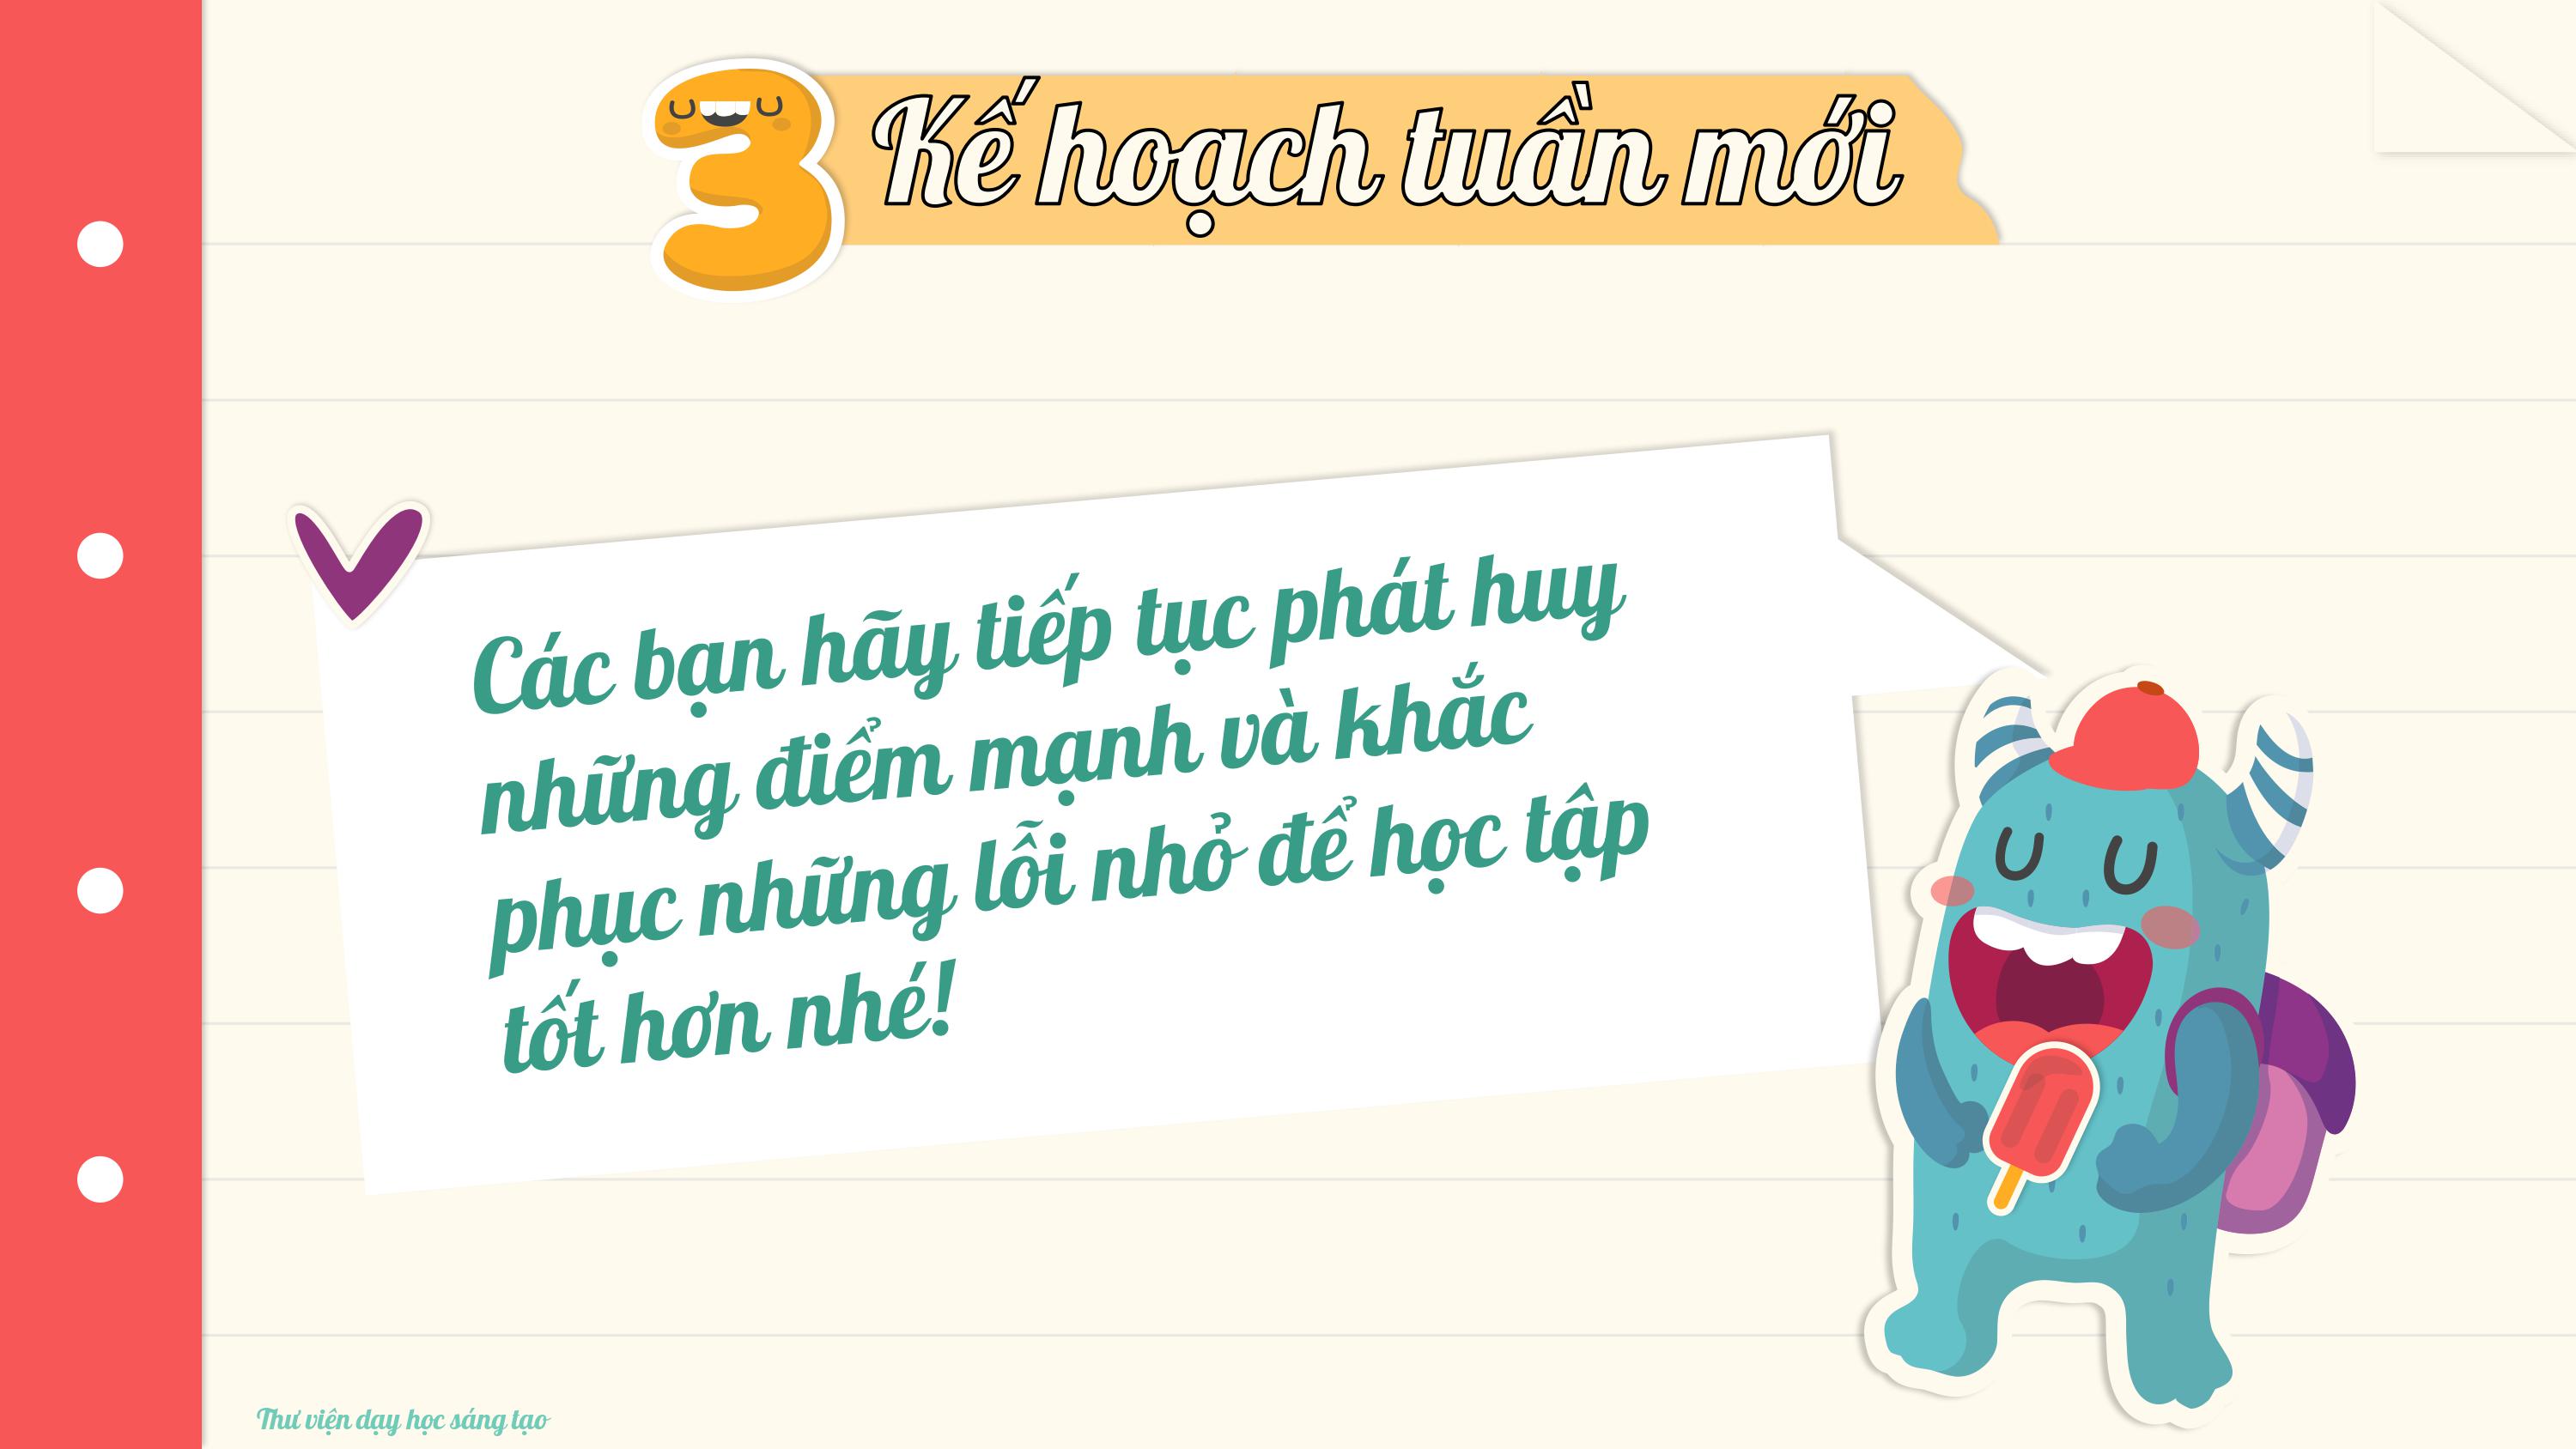 3 Kế hoạch tuần mới
Các bạn hãy tiếp tục phát huy
những điểm mạnh và khắc
phục những lỗi nhỏ để học tập
tốt hơn nhé!
Thư viện dạy học sáng tạo